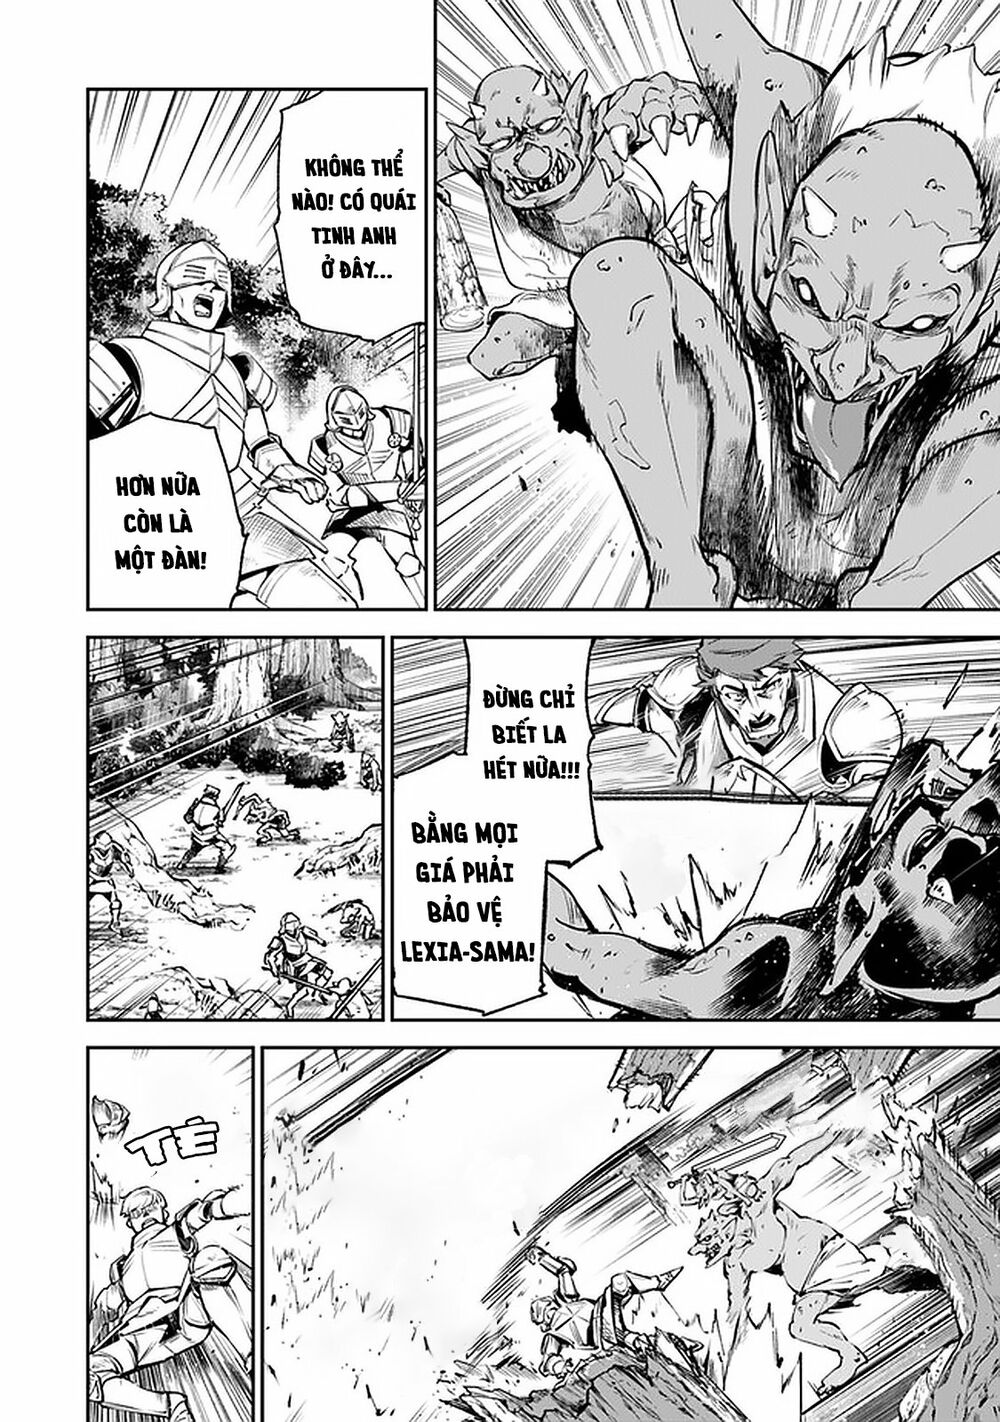 KHÔNG THỂ
NÀO! CÓ QUÁI
TINH ANH
Ở ĐÂY...
HƠN NỮA
CÒN LÀ
MỘT ĐÀN!
ĐỪNG CHỈ
BIẾT LA
HÉT NỮA!!!
BẰNG MỌI
GIÁ PHẢI
BẢO VỆ
LEXIA-SAMA!
TÉ